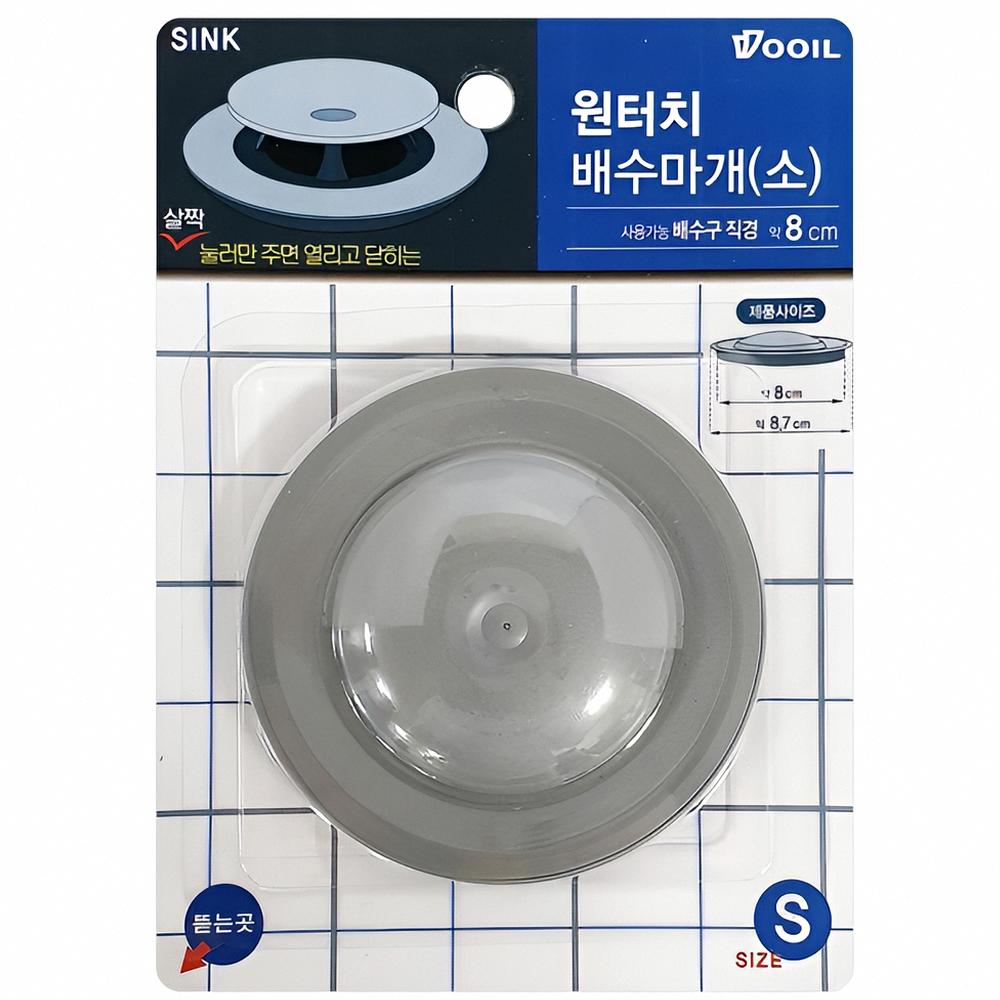 SINK
WOOIL
원터치
배수마개(소)
사용가능 배수구 직경 약 8 cm
살짝
눌러만 주면 열리고 닫히는
제품사이즈
약 8cm
약 8.7cm
뜯는곳
S
SIZE